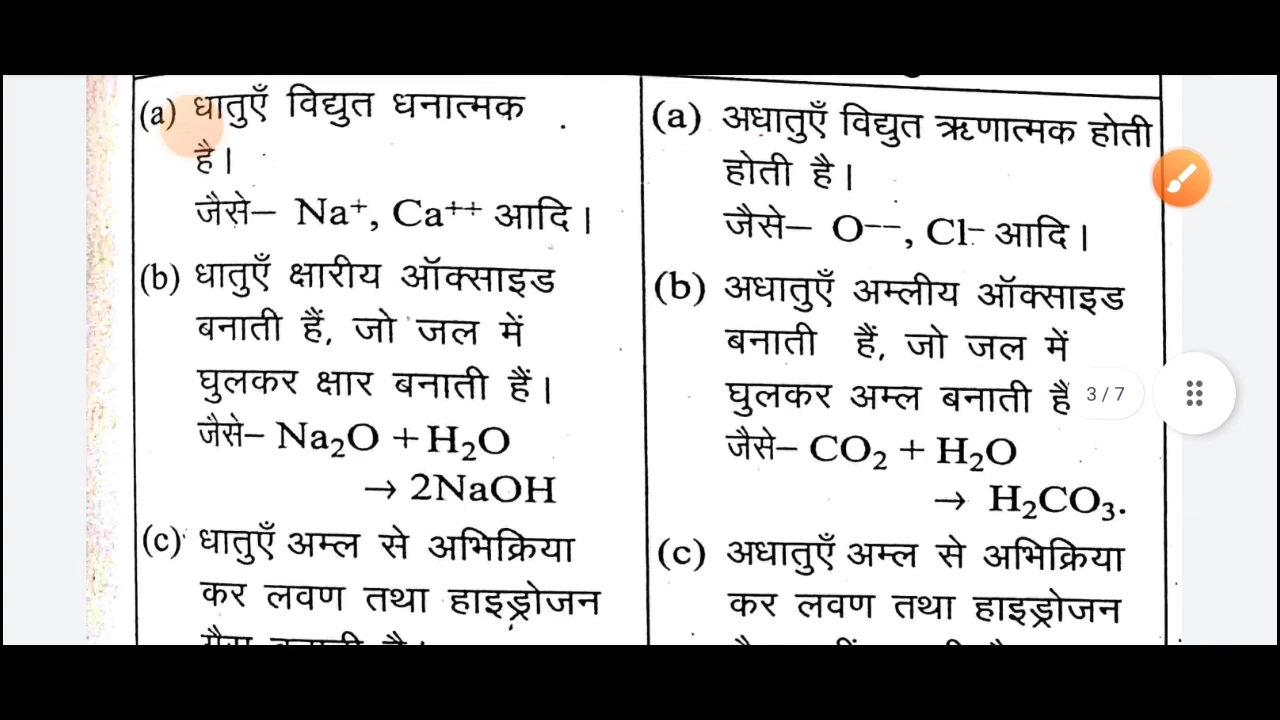 (a) धातुएँ विद्युत धनात्मक
है।
जैसे– Na⁺, Ca⁺⁺ आदि।
(b) धातुएँ क्षारीय ऑक्साइड
बनाती हैं, जो जल में
घुलकर क्षार बनाती हैं।
जैसे– Na₂O + H₂O
→ 2NaOH
(c) धातुएँ अम्ल से अभिक्रिया
कर लवण तथा हाइड्रोजन
(a) अधातुएँ विद्युत ऋणात्मक होती
होती है।
जैसे– O⁻⁻, Cl⁻ आदि।
(b) अधातुएँ अम्लीय ऑक्साइड
बनाती हैं, जो जल में
घुलकर अम्ल बनाती हैं
जैसे– CO₂ + H₂O
→ H₂CO₃.
(c) अधातुएँ अम्ल से अभिक्रिया
कर लवण तथा हाइड्रोजन
3/7